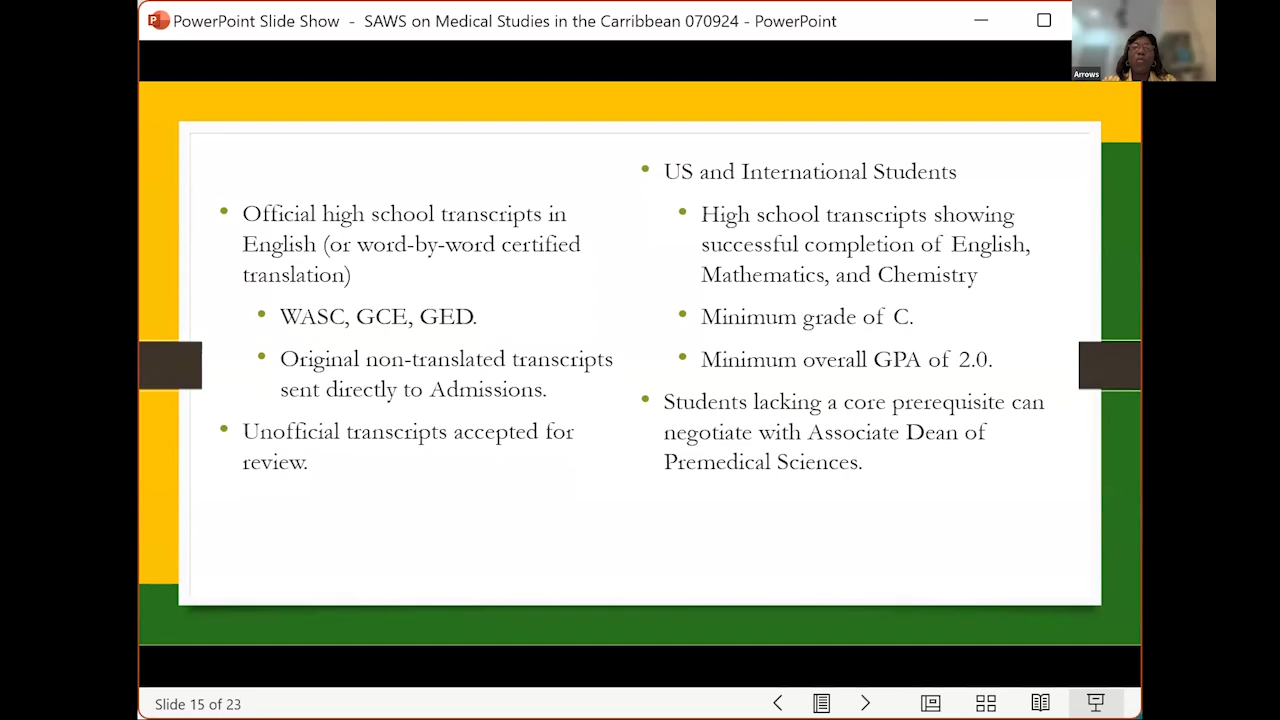 PowerPoint Slide Show - SAWS on Medical Studies in the Carribbean 070924 - PowerPoint
Arrows
Official high school transcripts in
English (or word-by-word certified
translation)
WASC, GCE, GED.
Original non-translated transcripts
sent directly to Admissions.
Unofficial transcripts accepted for
review.
US and International Students
High school transcripts showing
successful completion of English,
Mathematics, and Chemistry
Minimum grade of C.
Minimum overall GPA of 2.0.
Students lacking a core prerequisite can
negotiate with Associate Dean of
Premedical Sciences.
Slide 15 of 23